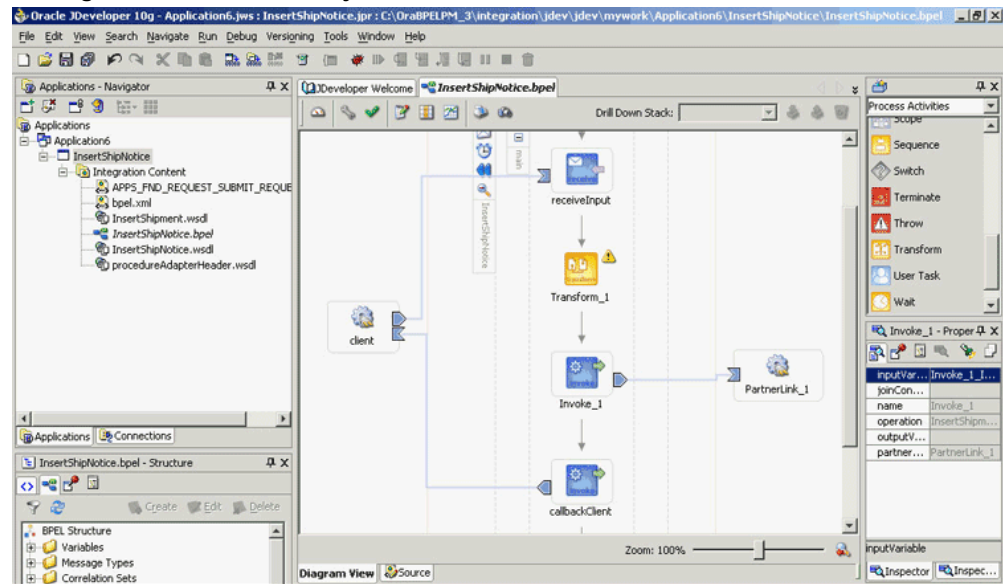 Oracle JDeveloper 10g - Application6.jws : InsertShipNotice.jpr : C:\OraBPELPM_3\integration\jdev\jdev\mywork\Application6\InsertShipNotice\InsertShipNotice.bpel
File Edit View Search Navigate Run Debug Versioning Tools Window Help
Applications - Navigator
Applications
Application6
InsertShipNotice
Integration Content
APPS_FND_REQUEST_SUBMIT_REQUE
bpel.xml
InsertShipment.wsdl
InsertShipNotice.bpel
InsertShipNotice.wsdl
procedureAdapterHeader.wsdl
Applications Connections
InsertShipNotice.bpel - Structure
Create Edit Delete
BPEL Structure
Variables
Message Types
Correlation Sets
JDeveloper Welcome InsertShipNotice.bpel
Drill Down Stack:
main
InsertShipNotice
receive
receiveInput
Transform_1
client
invoke
Invoke_1
PartnerLink_1
invoke
callbackClient
Zoom: 100%
Diagram View Source
Process Activities
Scope
Sequence
Switch
Terminate
Throw
Transform
User Task
Wait
Invoke_1 - Proper
inputVar... Invoke_1_I...
joinCon...
name Invoke_1
operation InsertShipm...
outputV...
partner... PartnerLink_1
inputVariable
Inspector Inspec...